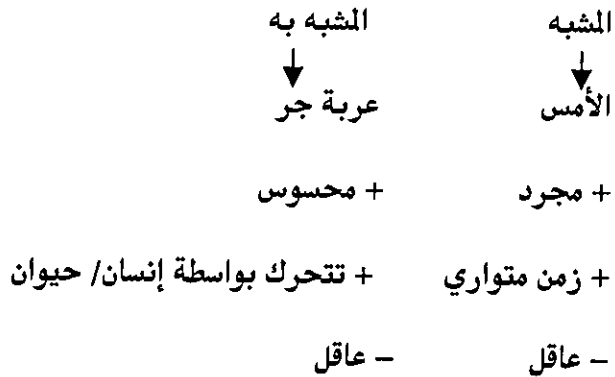 المشبه المشبه به
الأمس عربة جر
+ مجرد + محسوس
+ زمن متواري + تتحرك بواسطة إنسان/ حيوان
– عاقل – عاقل